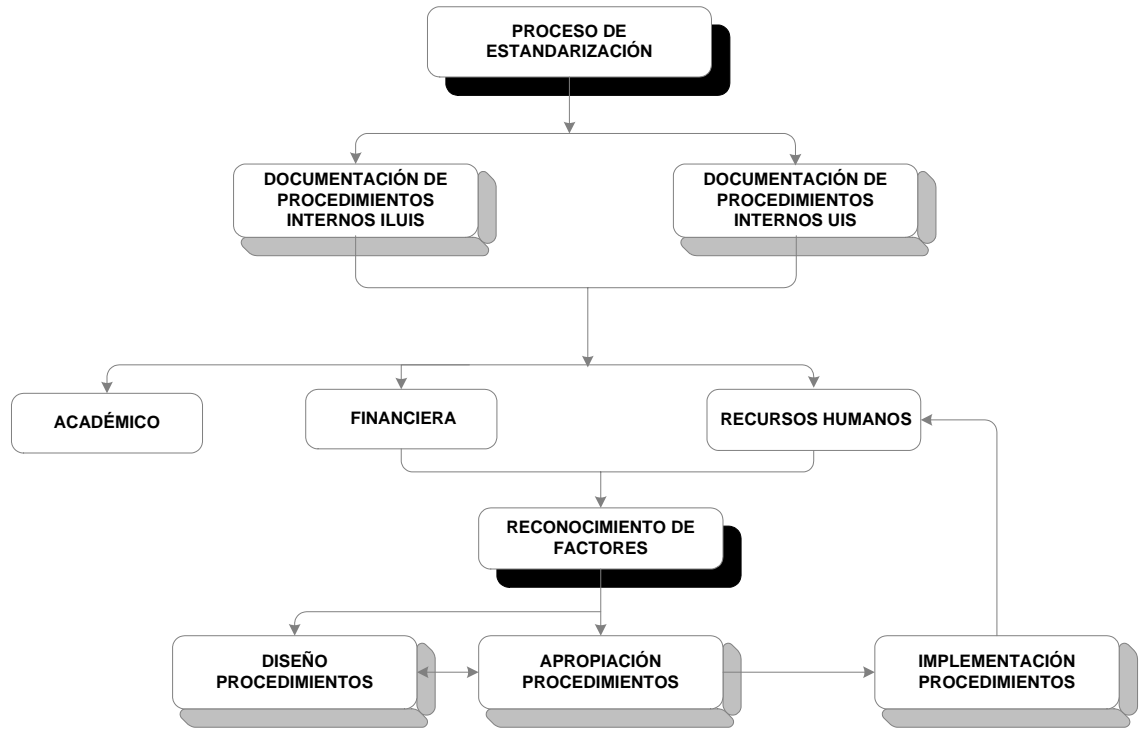 PROCESO DE
ESTANDARIZACIÓN
DOCUMENTACIÓN DE
PROCEDIMIENTOS
INTERNOS ILUIS
DOCUMENTACIÓN DE
PROCEDIMIENTOS
INTERNOS UIS
ACADÉMICO
FINANCIERA
RECURSOS HUMANOS
RECONOCIMIENTO DE
FACTORES
DISEÑO
PROCEDIMIENTOS
APROPIACIÓN
PROCEDIMIENTOS
IMPLEMENTACIÓN
PROCEDIMIENTOS